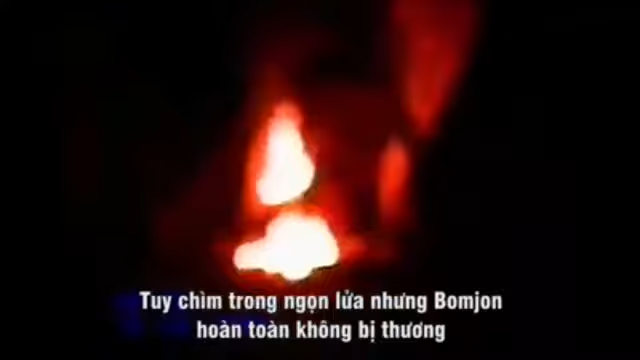 Tuy chìm trong ngọn lửa nhưng Bomjon
hoàn toàn không bị thương